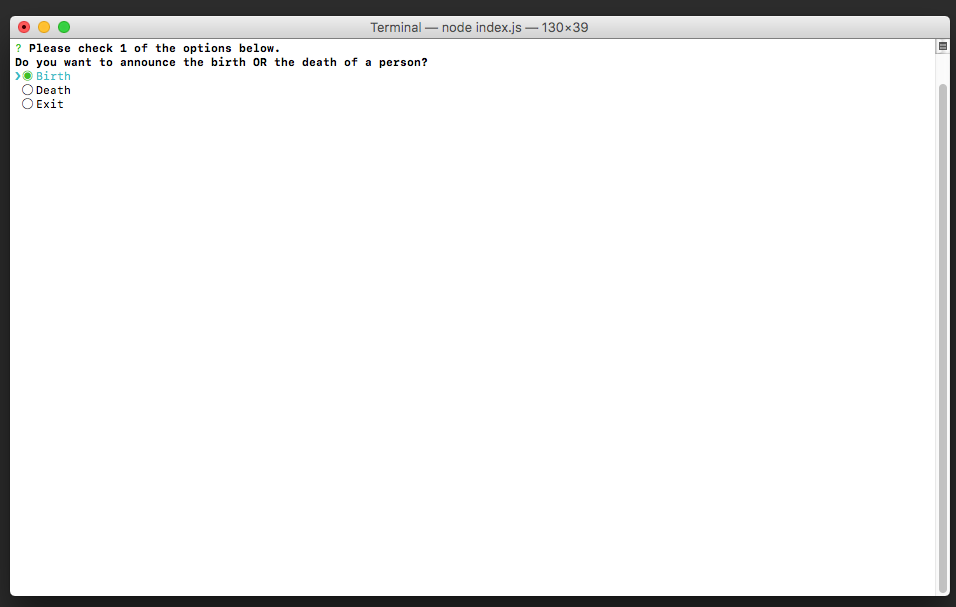 Terminal — node index.js — 130×39
? Please check 1 of the options below.
Do you want to announce the birth OR the death of a person?
❯◉ Birth
◯ Death
◯ Exit